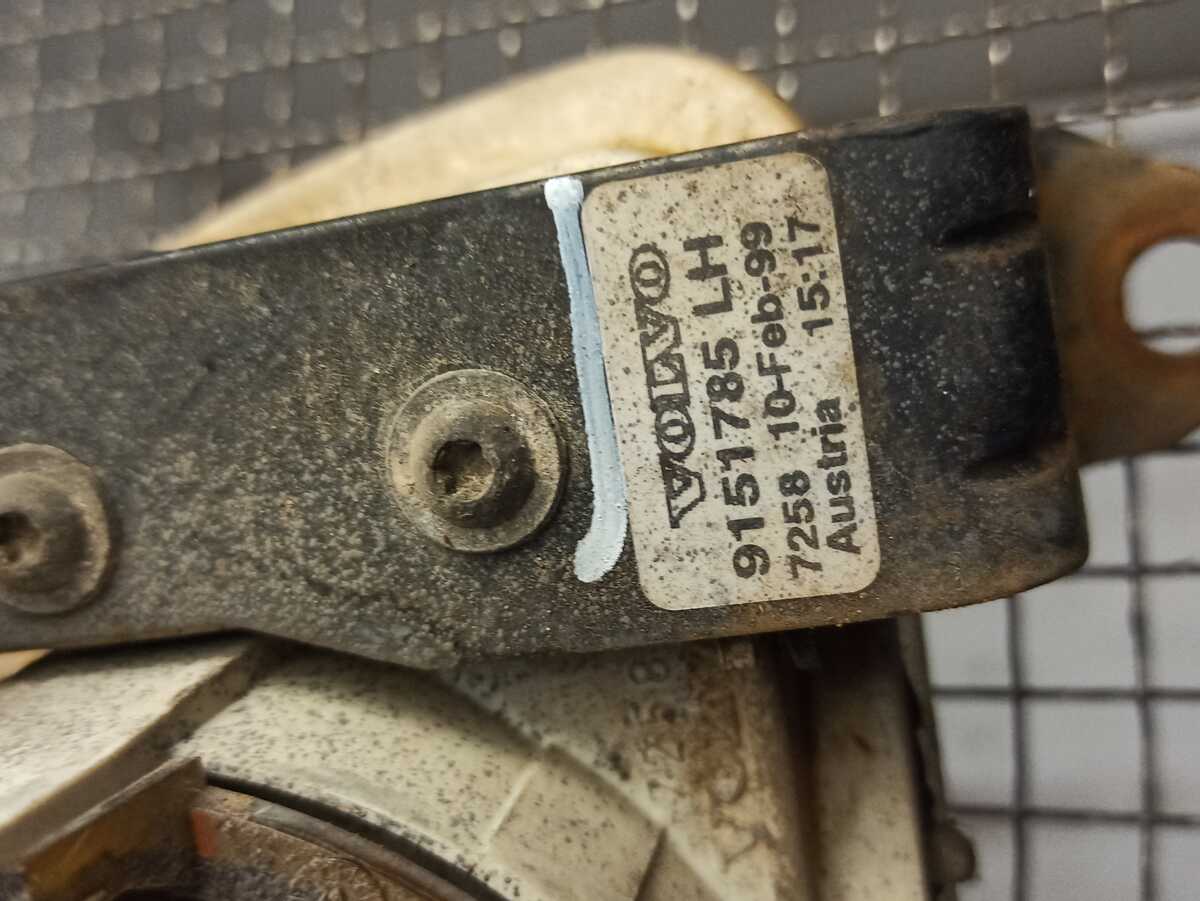 VOLVO
9151785 LH
7258 10-Feb-99
Austria 15:17